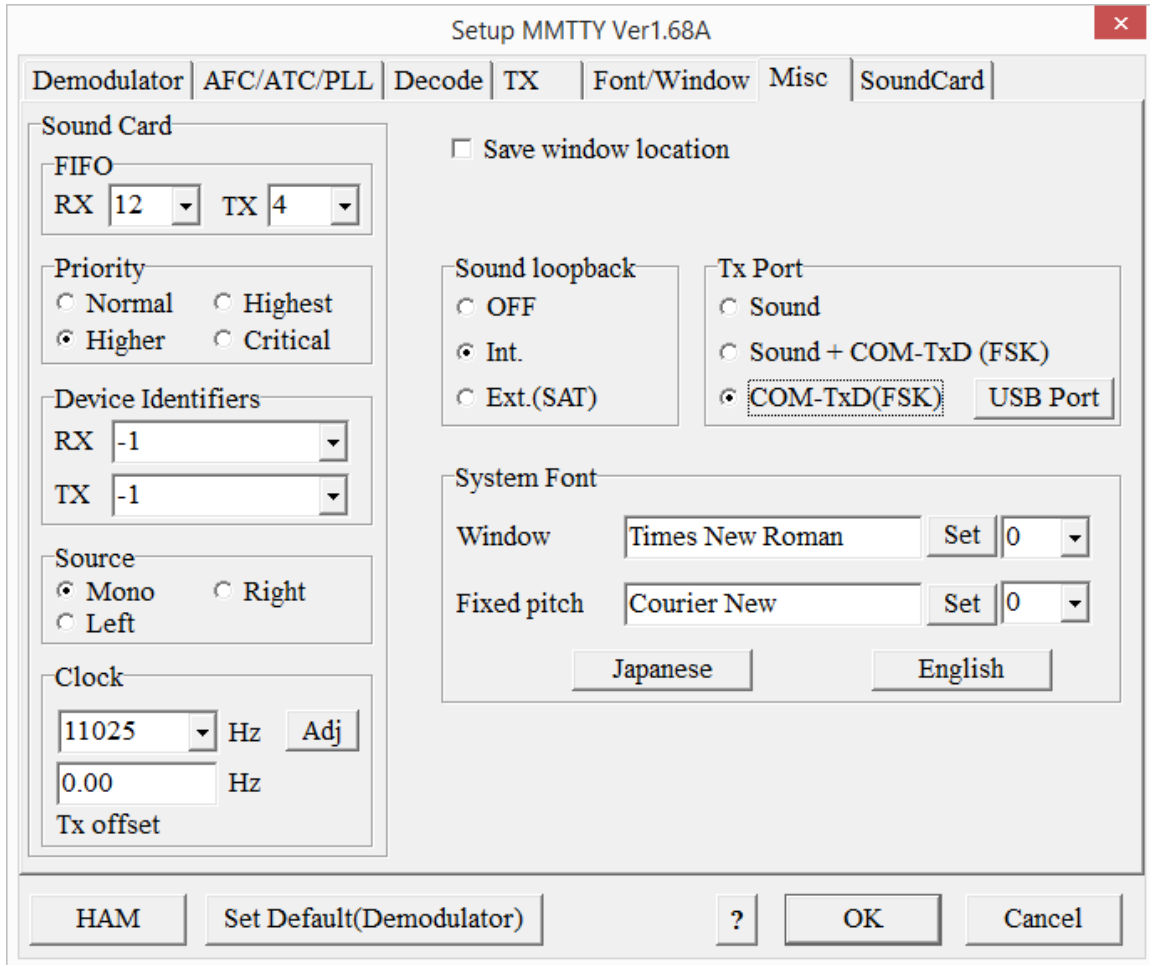 Setup MMTTY Ver1.68A
Demodulator AFC/ATC/PLL Decode TX Font/Window Misc SoundCard
Sound Card
FIFO
RX 12 TX 4
Priority
Normal Highest
Higher Critical
Device Identifiers
RX -1
TX -1
Source
Mono Right
Left
Clock
11025 Hz Adj
0.00 Hz
Tx offset
Save window location
Sound loopback
OFF
Int.
Ext.(SAT)
Tx Port
Sound
Sound + COM-TxD (FSK)
COM-TxD(FSK) USB Port
System Font
Window Times New Roman Set 0
Fixed pitch Courier New Set 0
Japanese English
HAM Set Default(Demodulator) ? OK Cancel